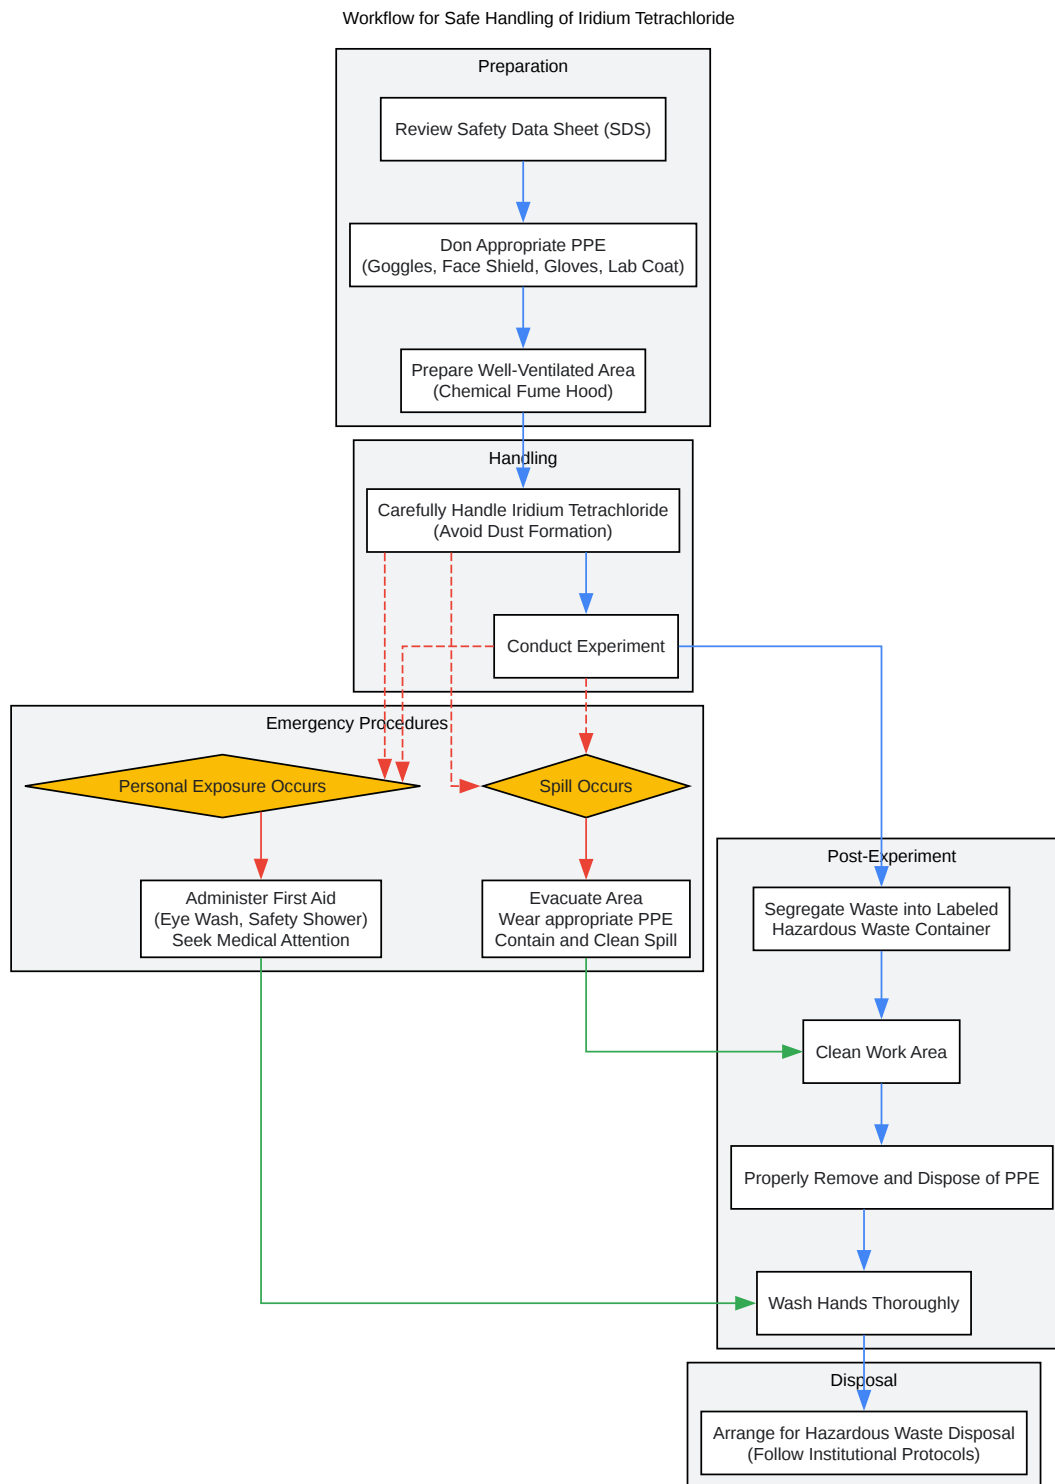 Workflow for Safe Handling of Iridium Tetrachloride
Preparation
Review Safety Data Sheet (SDS)
Don Appropriate PPE
(Goggles, Face Shield, Gloves, Lab Coat)
Prepare Well-Ventilated Area
(Chemical Fume Hood)
Handling
Carefully Handle Iridium Tetrachloride
(Avoid Dust Formation)
Conduct Experiment
Emergency Procedures
Personal Exposure Occurs
Spill Occurs
Administer First Aid
(Eye Wash, Safety Shower)
Seek Medical Attention
Evacuate Area
Wear appropriate PPE
Contain and Clean Spill
Post-Experiment
Segregate Waste into Labeled
Hazardous Waste Container
Clean Work Area
Properly Remove and Dispose of PPE
Wash Hands Thoroughly
Disposal
Arrange for Hazardous Waste Disposal
(Follow Institutional Protocols)